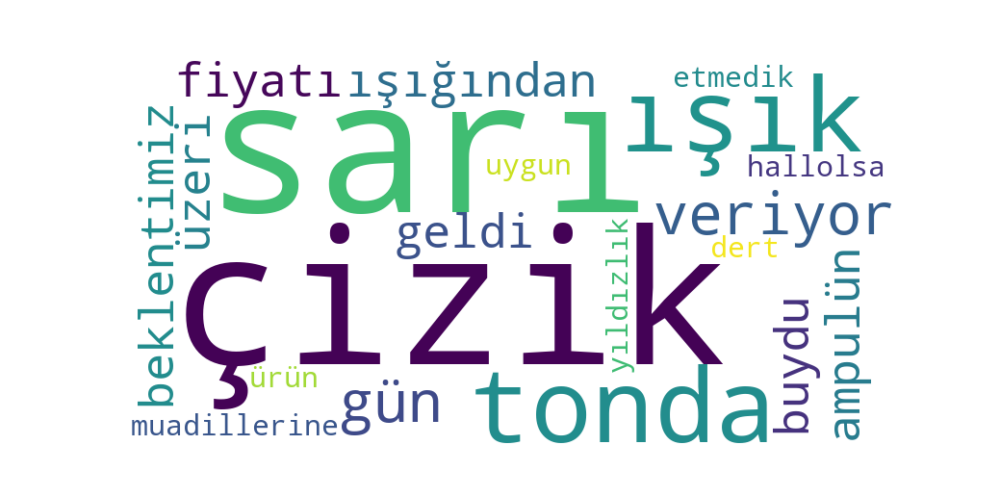 fiyatı
ışığından
etmedik
sarı
ışık
uygun
hallolsa
beklentimiz
üzeri
geldi
veriyor
dert
çizik
yıldızlık
buydu
ampulün
ürün
gün
tonda
muadillerine